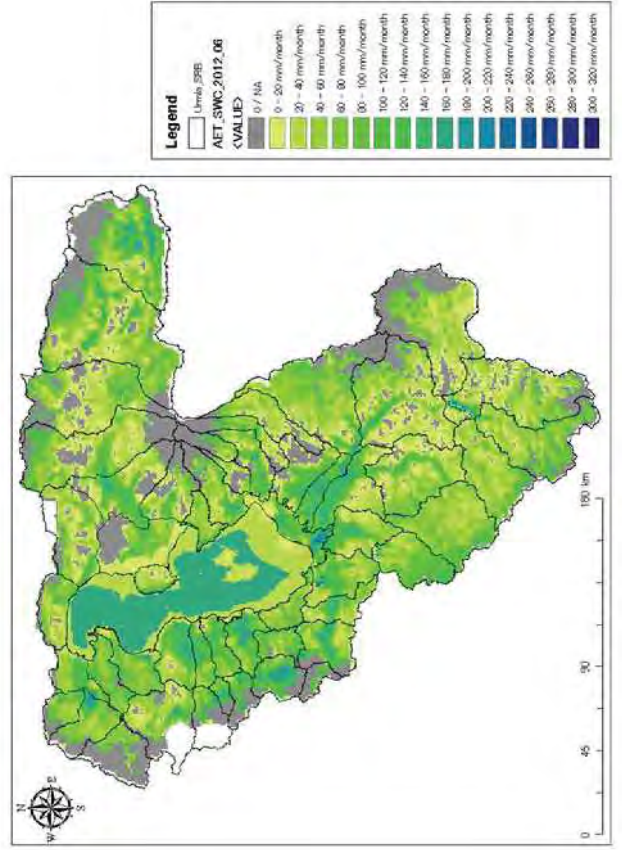 Legend
Urmia_SRB
AET_SWC_2012_06
<VALUE>
0 / NA
0 - 20 mm/month
20 - 40 mm/month
40 - 60 mm/month
60 - 80 mm/month
80 - 100 mm/month
100 - 120 mm/month
120 - 140 mm/month
140 - 160 mm/month
160 - 180 mm/month
180 - 200 mm/month
200 - 220 mm/month
220 - 240 mm/month
240 - 260 mm/month
260 - 280 mm/month
280 - 300 mm/month
300 - 320 mm/month
N
W E
S
0 45 90 180 km